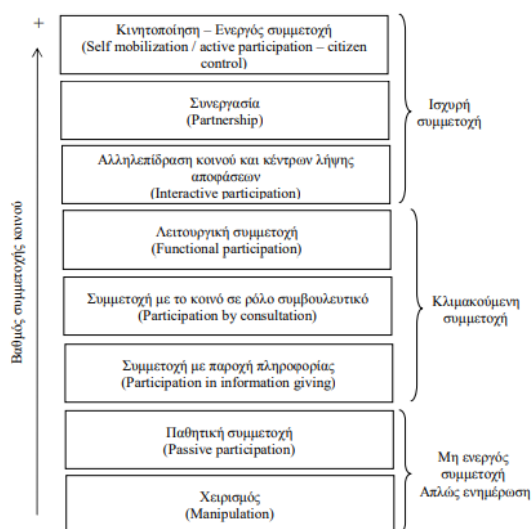 +
Κινητοποίηση – Ενεργός συμμετοχή
(Self mobilization / active participation – citizen
control)
Συνεργασία
(Partnership)
Αλληλεπίδραση κοινού και κέντρων λήψης
αποφάσεων
(Interactive participation)
Ισχυρή
συμμετοχή
Λειτουργική συμμετοχή
(Functional participation)
Συμμετοχή με το κοινό σε ρόλο συμβουλευτικό
(Participation by consultation)
Συμμετοχή με παροχή πληροφορίας
(Participation in information giving)
Κλιμακούμενη
συμμετοχή
Παθητική συμμετοχή
(Passive participation)
Χειρισμός
(Manipulation)
Μη ενεργός
συμμετοχή
Απλώς ενημέρωση
Βαθμός συμμετοχής κοινού